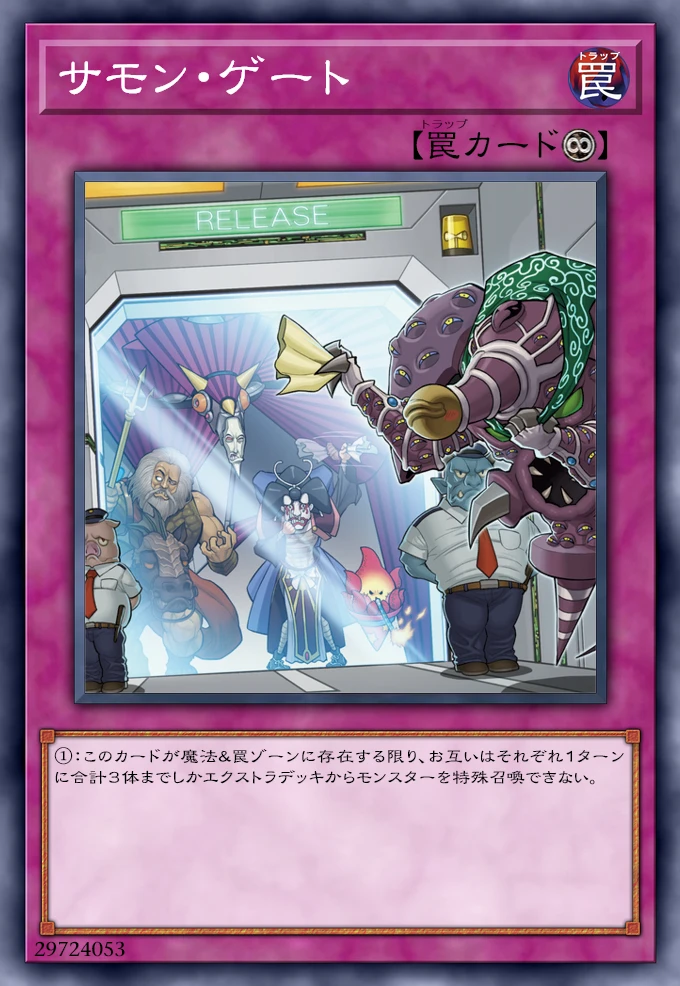 サモン・ゲート
トラップ
罠
トラップ
【罠カード♾】
RELEASE
①:このカードが魔法&罠ゾーンに存在する限り、お互いはそれぞれ1ターン
に合計3体までしかエクストラデッキからモンスターを特殊召喚できない。
29724053